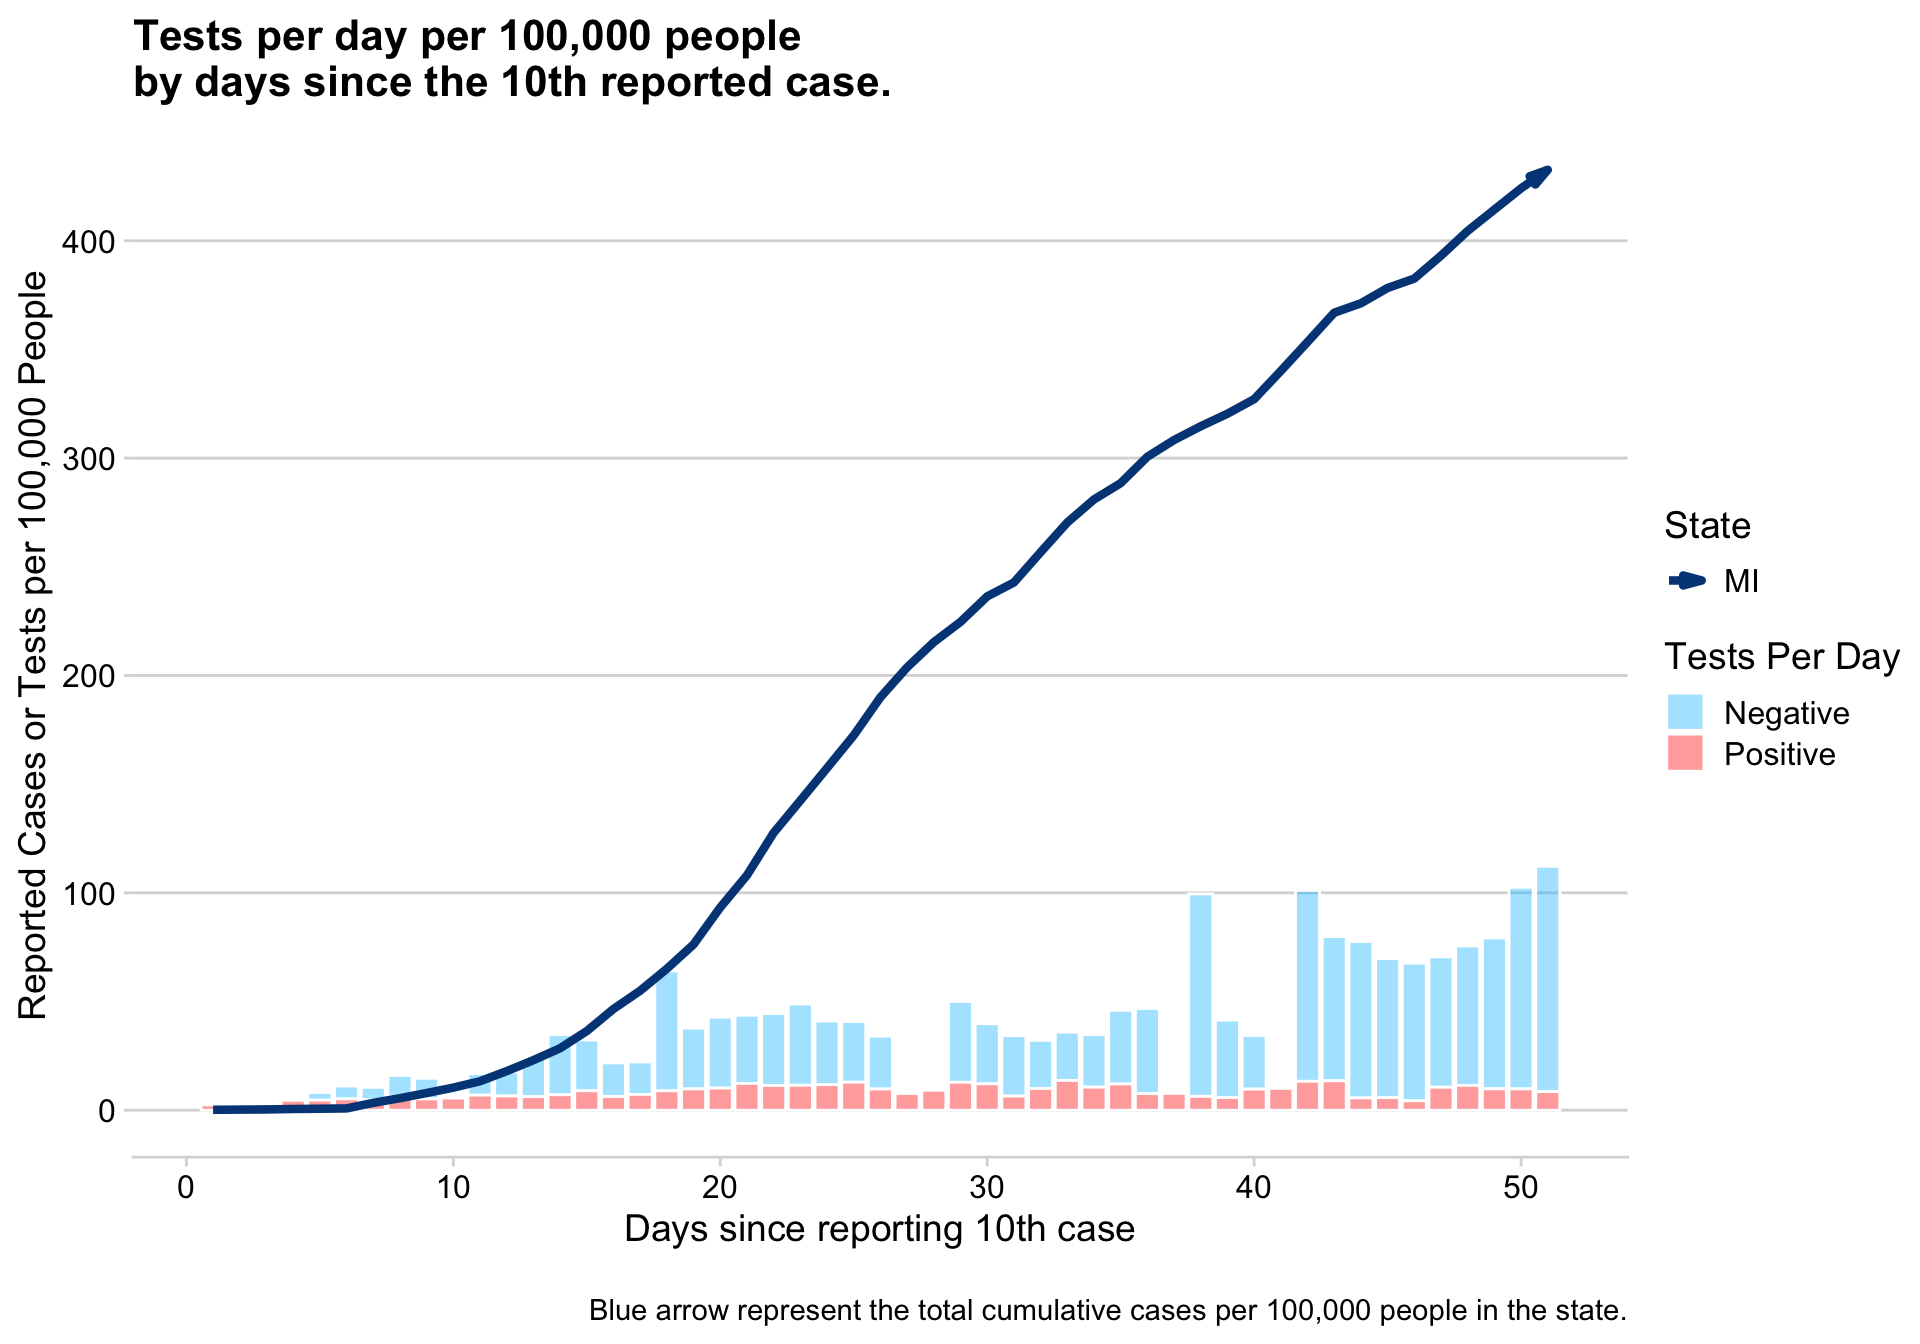 Tests per day per 100,000 people
by days since the 10th reported case.
Reported Cases or Tests per 100,000 People
400
300
200
100
0
0 10 20 30 40 50
Days since reporting 10th case
State
MI
Tests Per Day
Negative
Positive
Blue arrow represent the total cumulative cases per 100,000 people in the state.